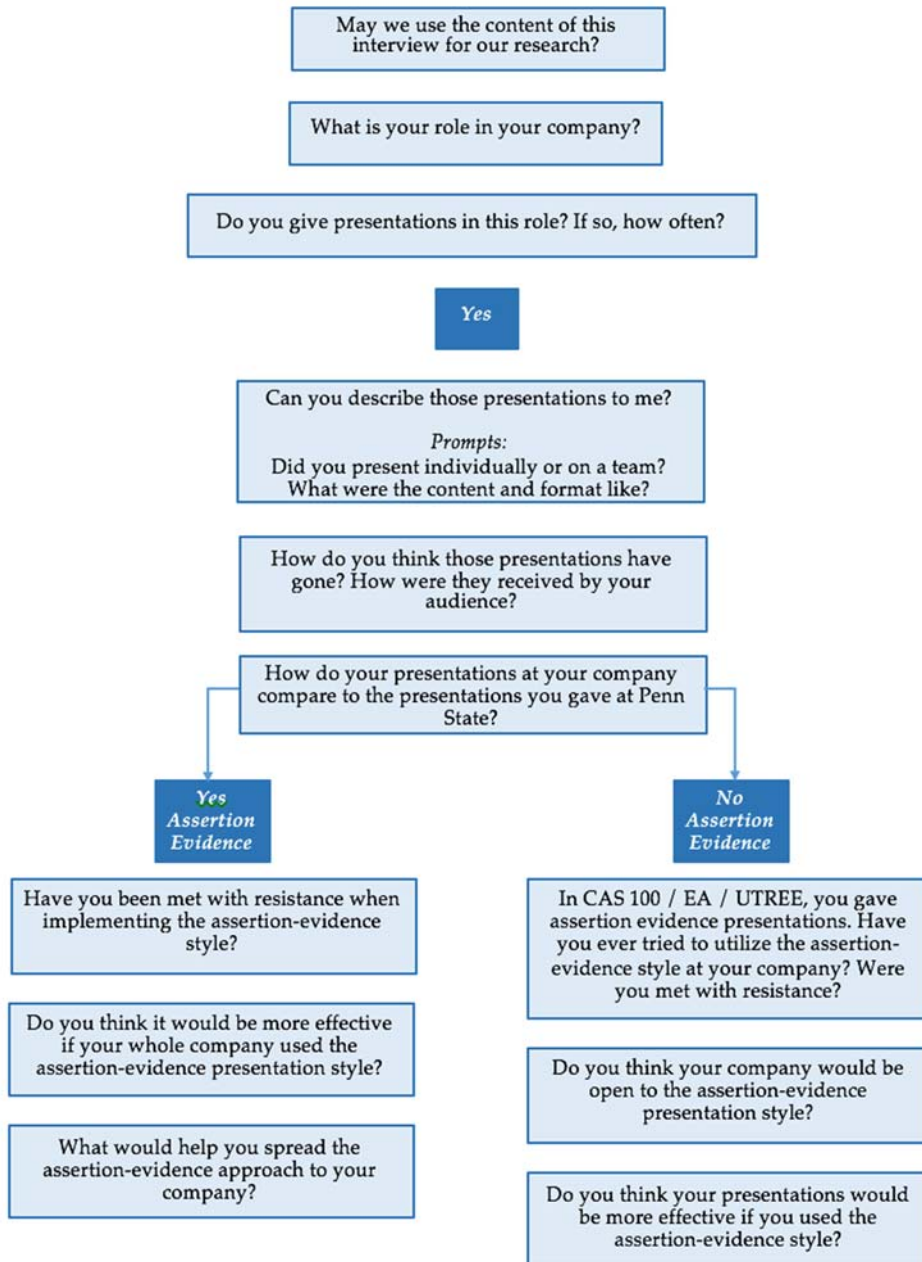 May we use the content of this
interview for our research?
What is your role in your company?
Do you give presentations in this role? If so, how often?
Yes
Can you describe those presentations to me?
Prompts:
Did you present individually or on a team?
What were the content and format like?
How do you think those presentations have
gone? How were they received by your
audience?
How do your presentations at your company
compare to the presentations you gave at Penn
State?
Yes
Assertion
Evidence
Have you been met with resistance when
implementing the assertion-evidence
style?
Do you think it would be more effective
if your whole company used the
assertion-evidence presentation style?
What would help you spread the
assertion-evidence approach to your
company?
No
Assertion
Evidence
In CAS 100 / EA / UTREE, you gave
assertion evidence presentations. Have
you ever tried to utilize the assertion-
evidence style at your company? Were
you met with resistance?
Do you think your company would be
open to the assertion-evidence
presentation style?
Do you think your presentations would
be more effective if you used the
assertion-evidence style?